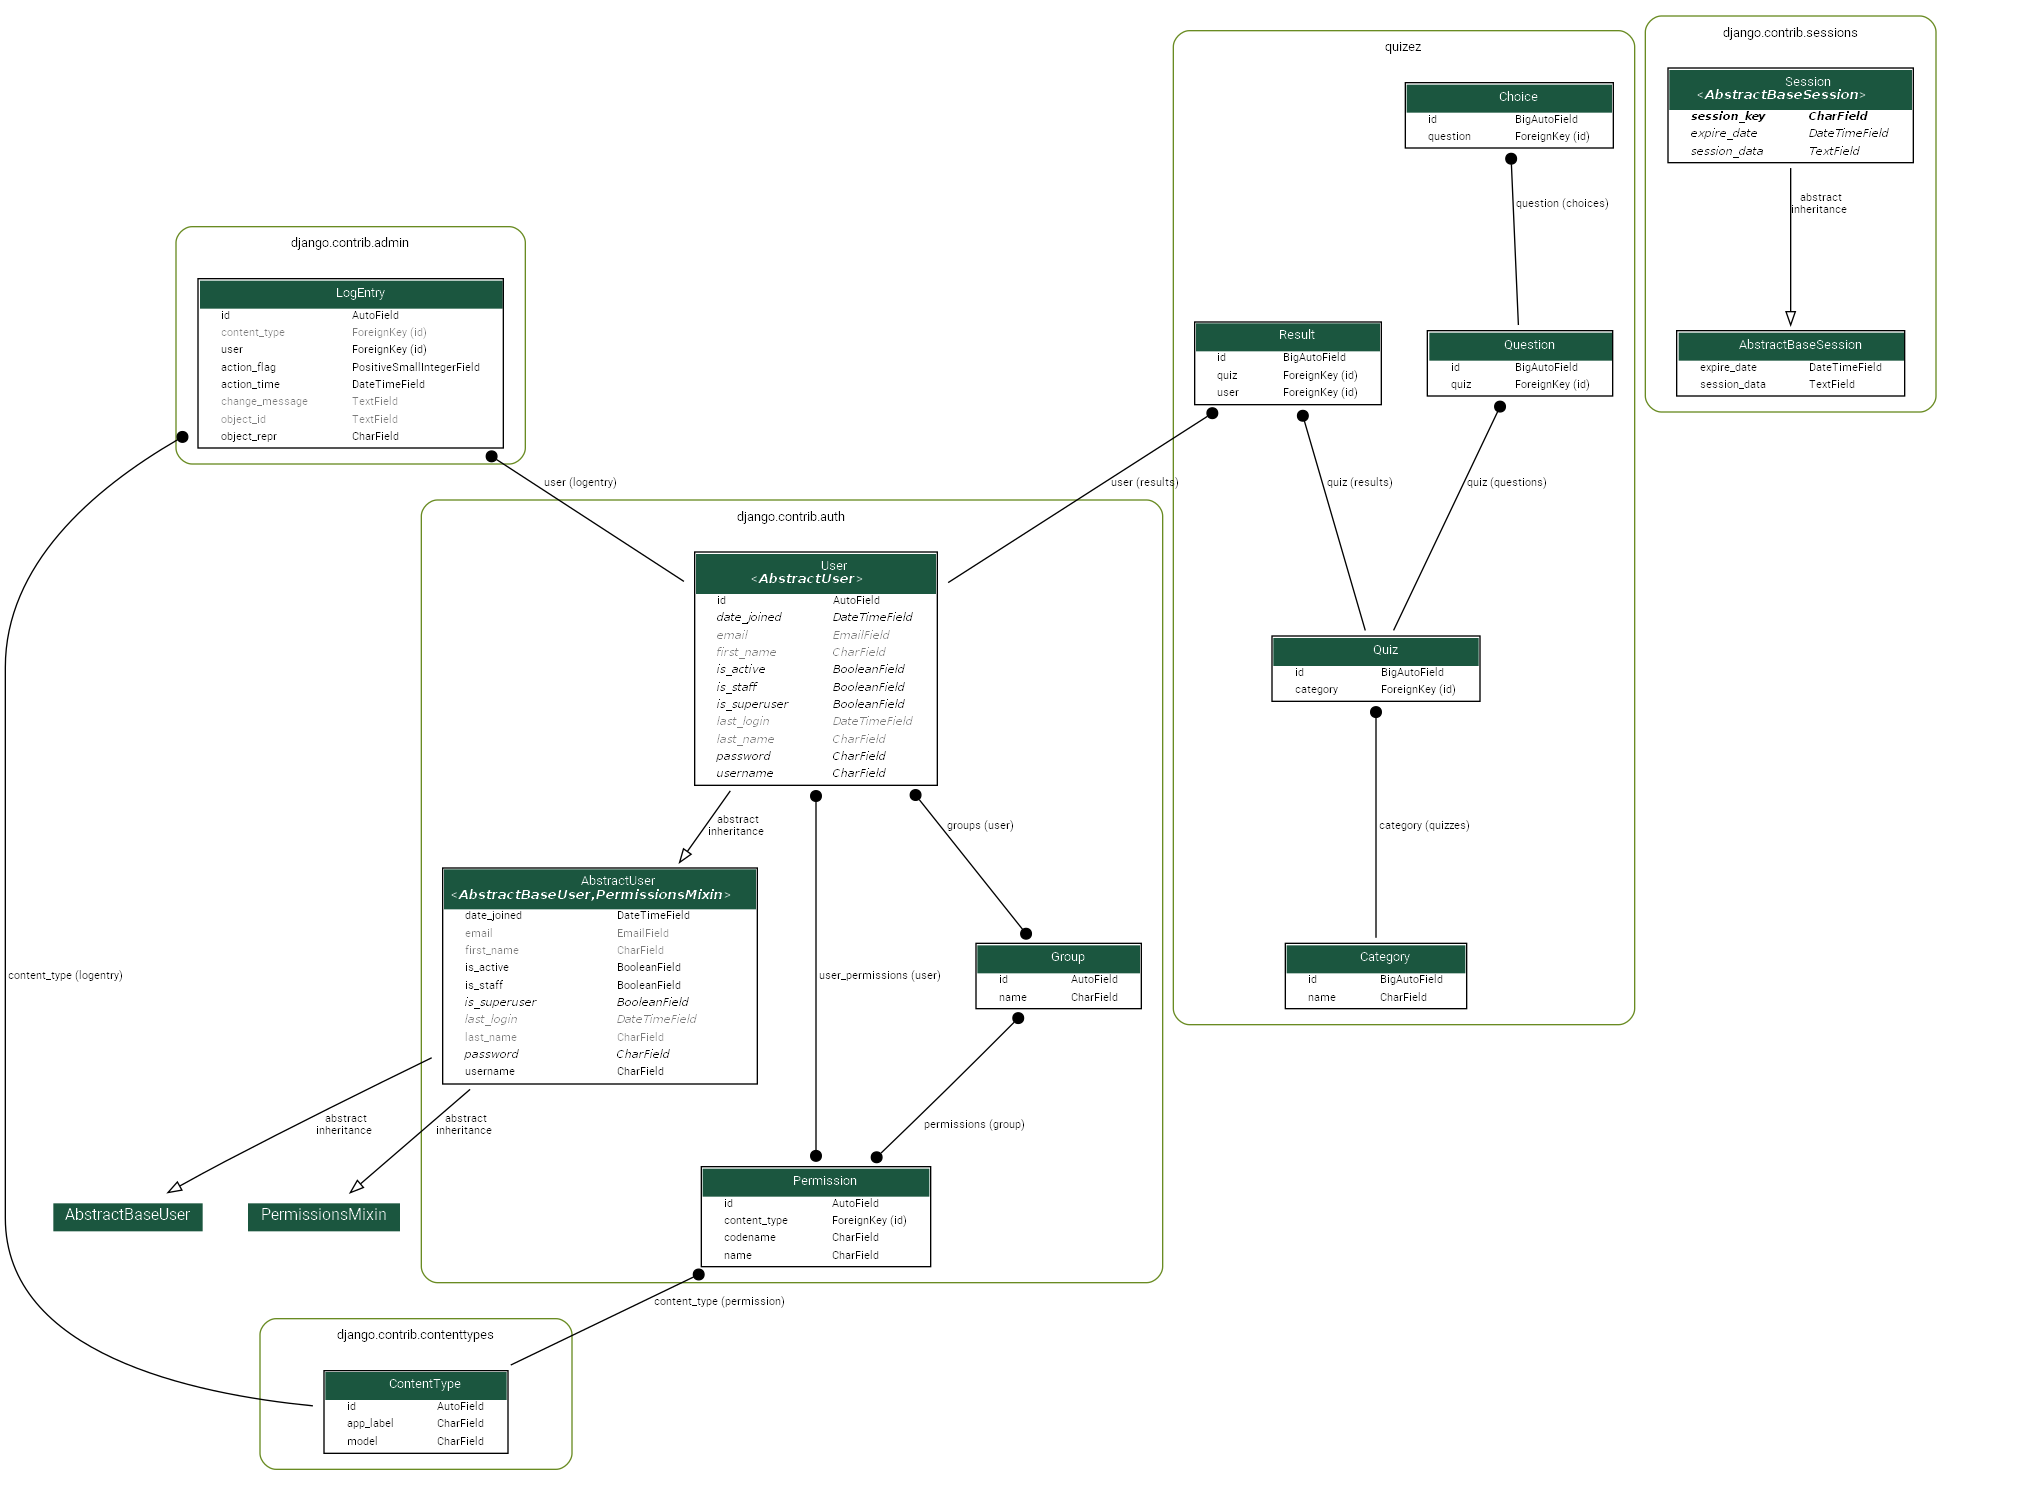 django.contrib.sessions
Session
<AbstractBaseSession>
session_key CharField
expire_date DateTimeField
session_data TextField
abstract
inheritance
AbstractBaseSession
expire_date DateTimeField
session_data TextField
quizez
Choice
id BigAutoField
question ForeignKey (id)
question (choices)
Result
id BigAutoField
quiz ForeignKey (id)
user ForeignKey (id)
Question
id BigAutoField
quiz ForeignKey (id)
user (results)
quiz (results)
quiz (questions)
Quiz
id BigAutoField
category ForeignKey (id)
category (quizzes)
Category
id BigAutoField
name CharField
django.contrib.admin
LogEntry
id AutoField
content_type ForeignKey (id)
user ForeignKey (id)
action_flag PositiveSmallIntegerField
action_time DateTimeField
change_message TextField
object_id TextField
object_repr CharField
user (logentry)
content_type (logentry)
django.contrib.auth
User
<AbstractUser>
id AutoField
date_joined DateTimeField
email EmailField
first_name CharField
is_active BooleanField
is_staff BooleanField
is_superuser BooleanField
last_login DateTimeField
last_name CharField
password CharField
username CharField
abstract
inheritance
groups (user)
user_permissions (user)
AbstractUser
<AbstractBaseUser,PermissionsMixin>
date_joined DateTimeField
email EmailField
first_name CharField
is_active BooleanField
is_staff BooleanField
is_superuser BooleanField
last_login DateTimeField
last_name CharField
password CharField
username CharField
Group
id AutoField
name CharField
permissions (group)
abstract
inheritance
abstract
inheritance
AbstractBaseUser
PermissionsMixin
Permission
id AutoField
content_type ForeignKey (id)
codename CharField
name CharField
content_type (permission)
django.contrib.contenttypes
ContentType
id AutoField
app_label CharField
model CharField